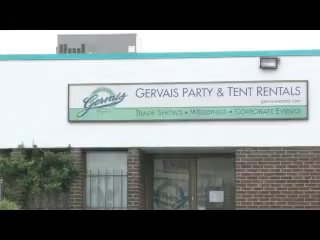 Gervais
GERVAIS PARTY & TENT RENTALS
TRADE SHOWS • WEDDINGS • CORPORATE EVENTS